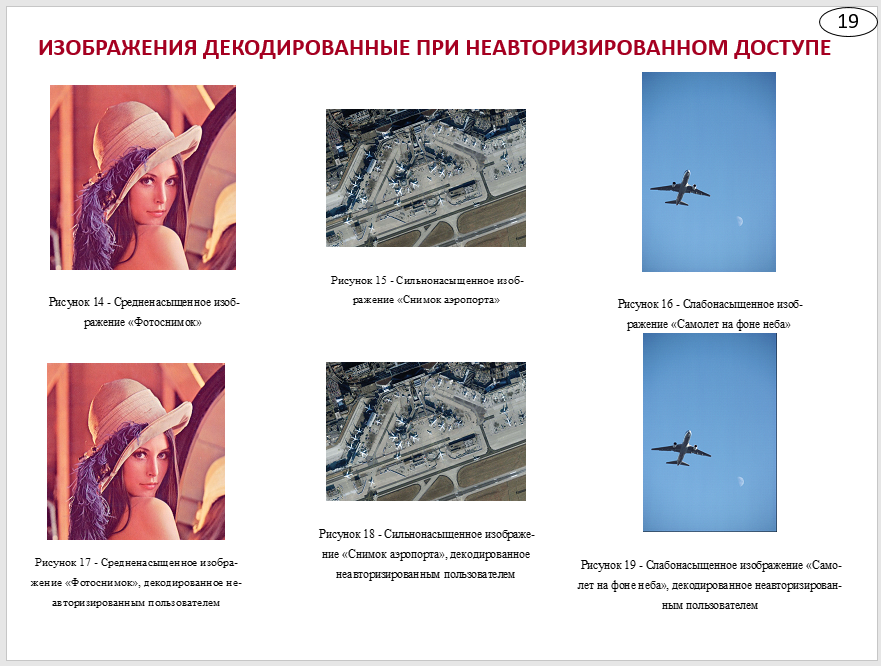 19
ИЗОБРАЖЕНИЯ ДЕКОДИРОВАННЫЕ ПРИ НЕАВТОРИЗИРОВАННОМ ДОСТУПЕ
Рисунок 14 - Средненасыщенное изоб-
ражение «Фотоснимок»
Рисунок 15 - Сильнонасыщенное изоб-
ражение «Снимок аэропорта»
Рисунок 16 - Слабонасыщенное изоб-
ражение «Самолет на фоне неба»
Рисунок 17 - Средненасыщенное изобра-
жение «Фотоснимок», декодированное не-
авторизированным пользователем
Рисунок 18 - Сильнонасыщенное изображе-
ние «Снимок аэропорта», декодированное
неавторизированным пользователем
Рисунок 19 - Слабонасыщенное изображение «Само-
лет на фоне неба», декодированное неавторизирован-
ным пользователем